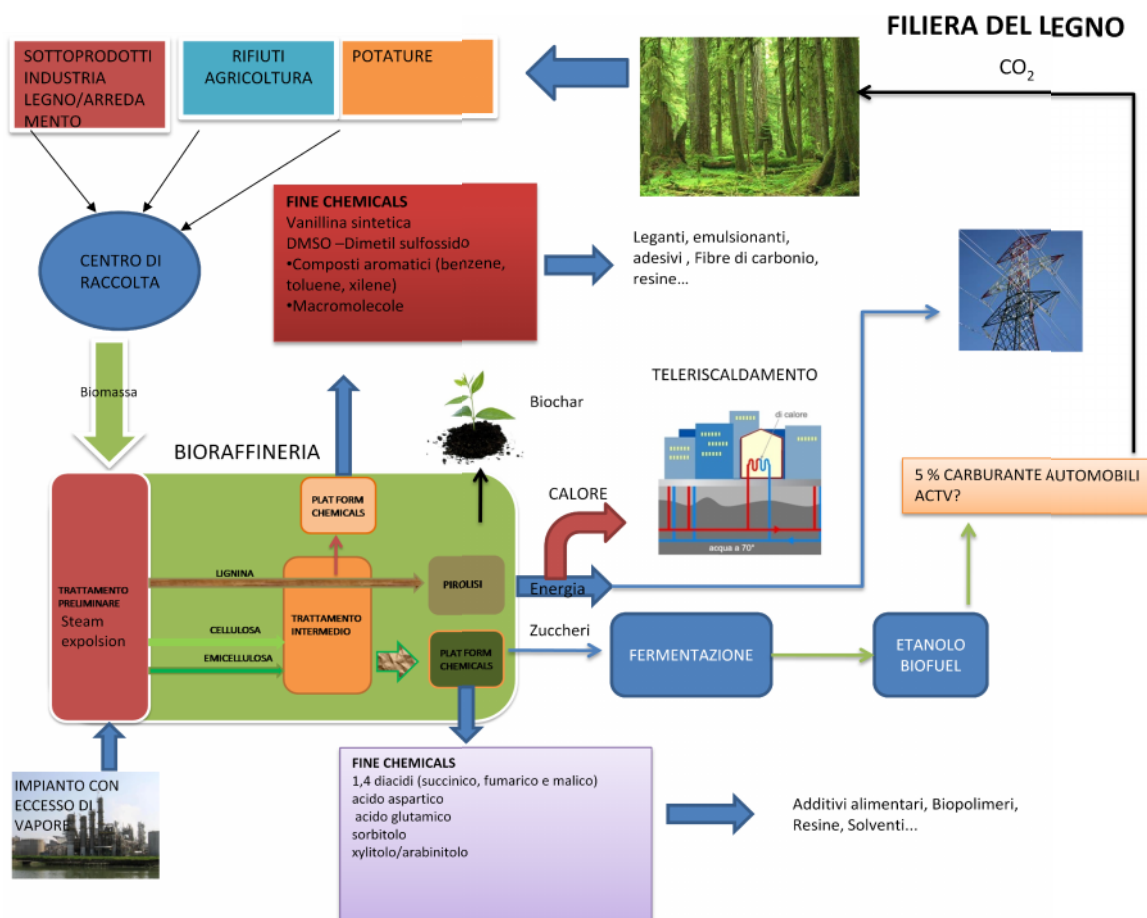 FILIERA DEL LEGNO
CO2
SOTTOPRODOTTI
INDUSTRIA
LEGNO/ARREDA
MENTO
RIFIUTI
AGRICOLTURA
POTATURE
CENTRO DI
RACCOLTA
FINE CHEMICALS
Vanillina sintetica
DMSO –Dimetil solfossido
•Composti aromatici (benzene,
toluene, xilene)
•Macromolecole
Leganti, emulsionanti,
adesivi , Fibre di carbonio,
resine...
Biomassa
Biochar
TELERISCALDAMENTO
di calore
acqua a 70°
BIORAFFINERIA
CALORE
5 % CARBURANTE AUTOMOBILI
ACTV?
PLAT FORM
CHEMICALS
LIGNINA
PIROLISI
Energia
TRATTAMENTO
PRELIMINARE
Steam
expolsion
TRATTAMENTO
INTERMEDIO
CELLULOSA
EMICELLULOSA
PLAT FORM
CHEMICALS
Zuccheri
FERMENTAZIONE
ETANOLO
BIOFUEL
IMPIANTO CON
ECCESSO DI
VAPORE
FINE CHEMICALS
1,4 diacidi (succinico, fumarico e malico)
acido aspartico
acido glutamico
sorbitolo
xylitolo/arabinitolo
Additivi alimentari, Biopolimeri,
Resine, Solventi...